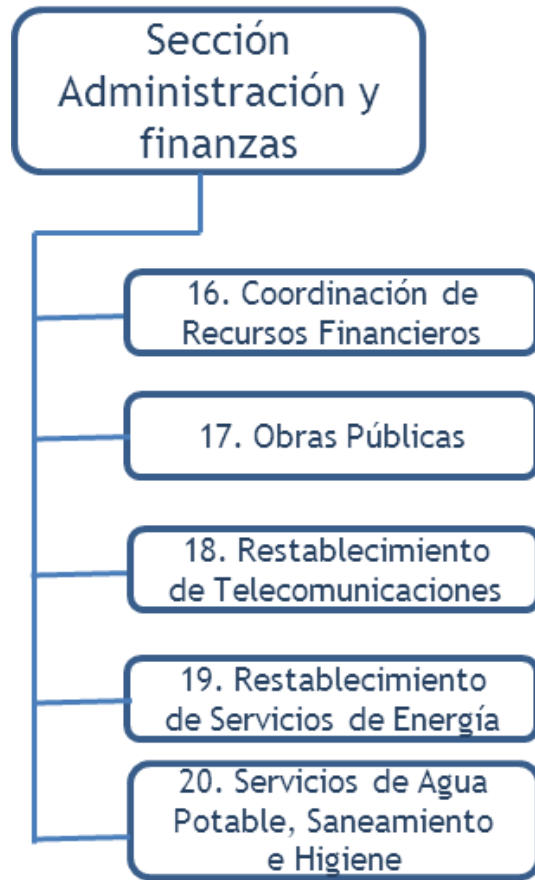 Sección
Administración y
finanzas
16. Coordinación de
Recursos Financieros
17. Obras Públicas
18. Restablecimiento
de Telecomunicaciones
19. Restablecimiento
de Servicios de Energía
20. Servicios de Agua
Potable, Saneamiento
e Higiene